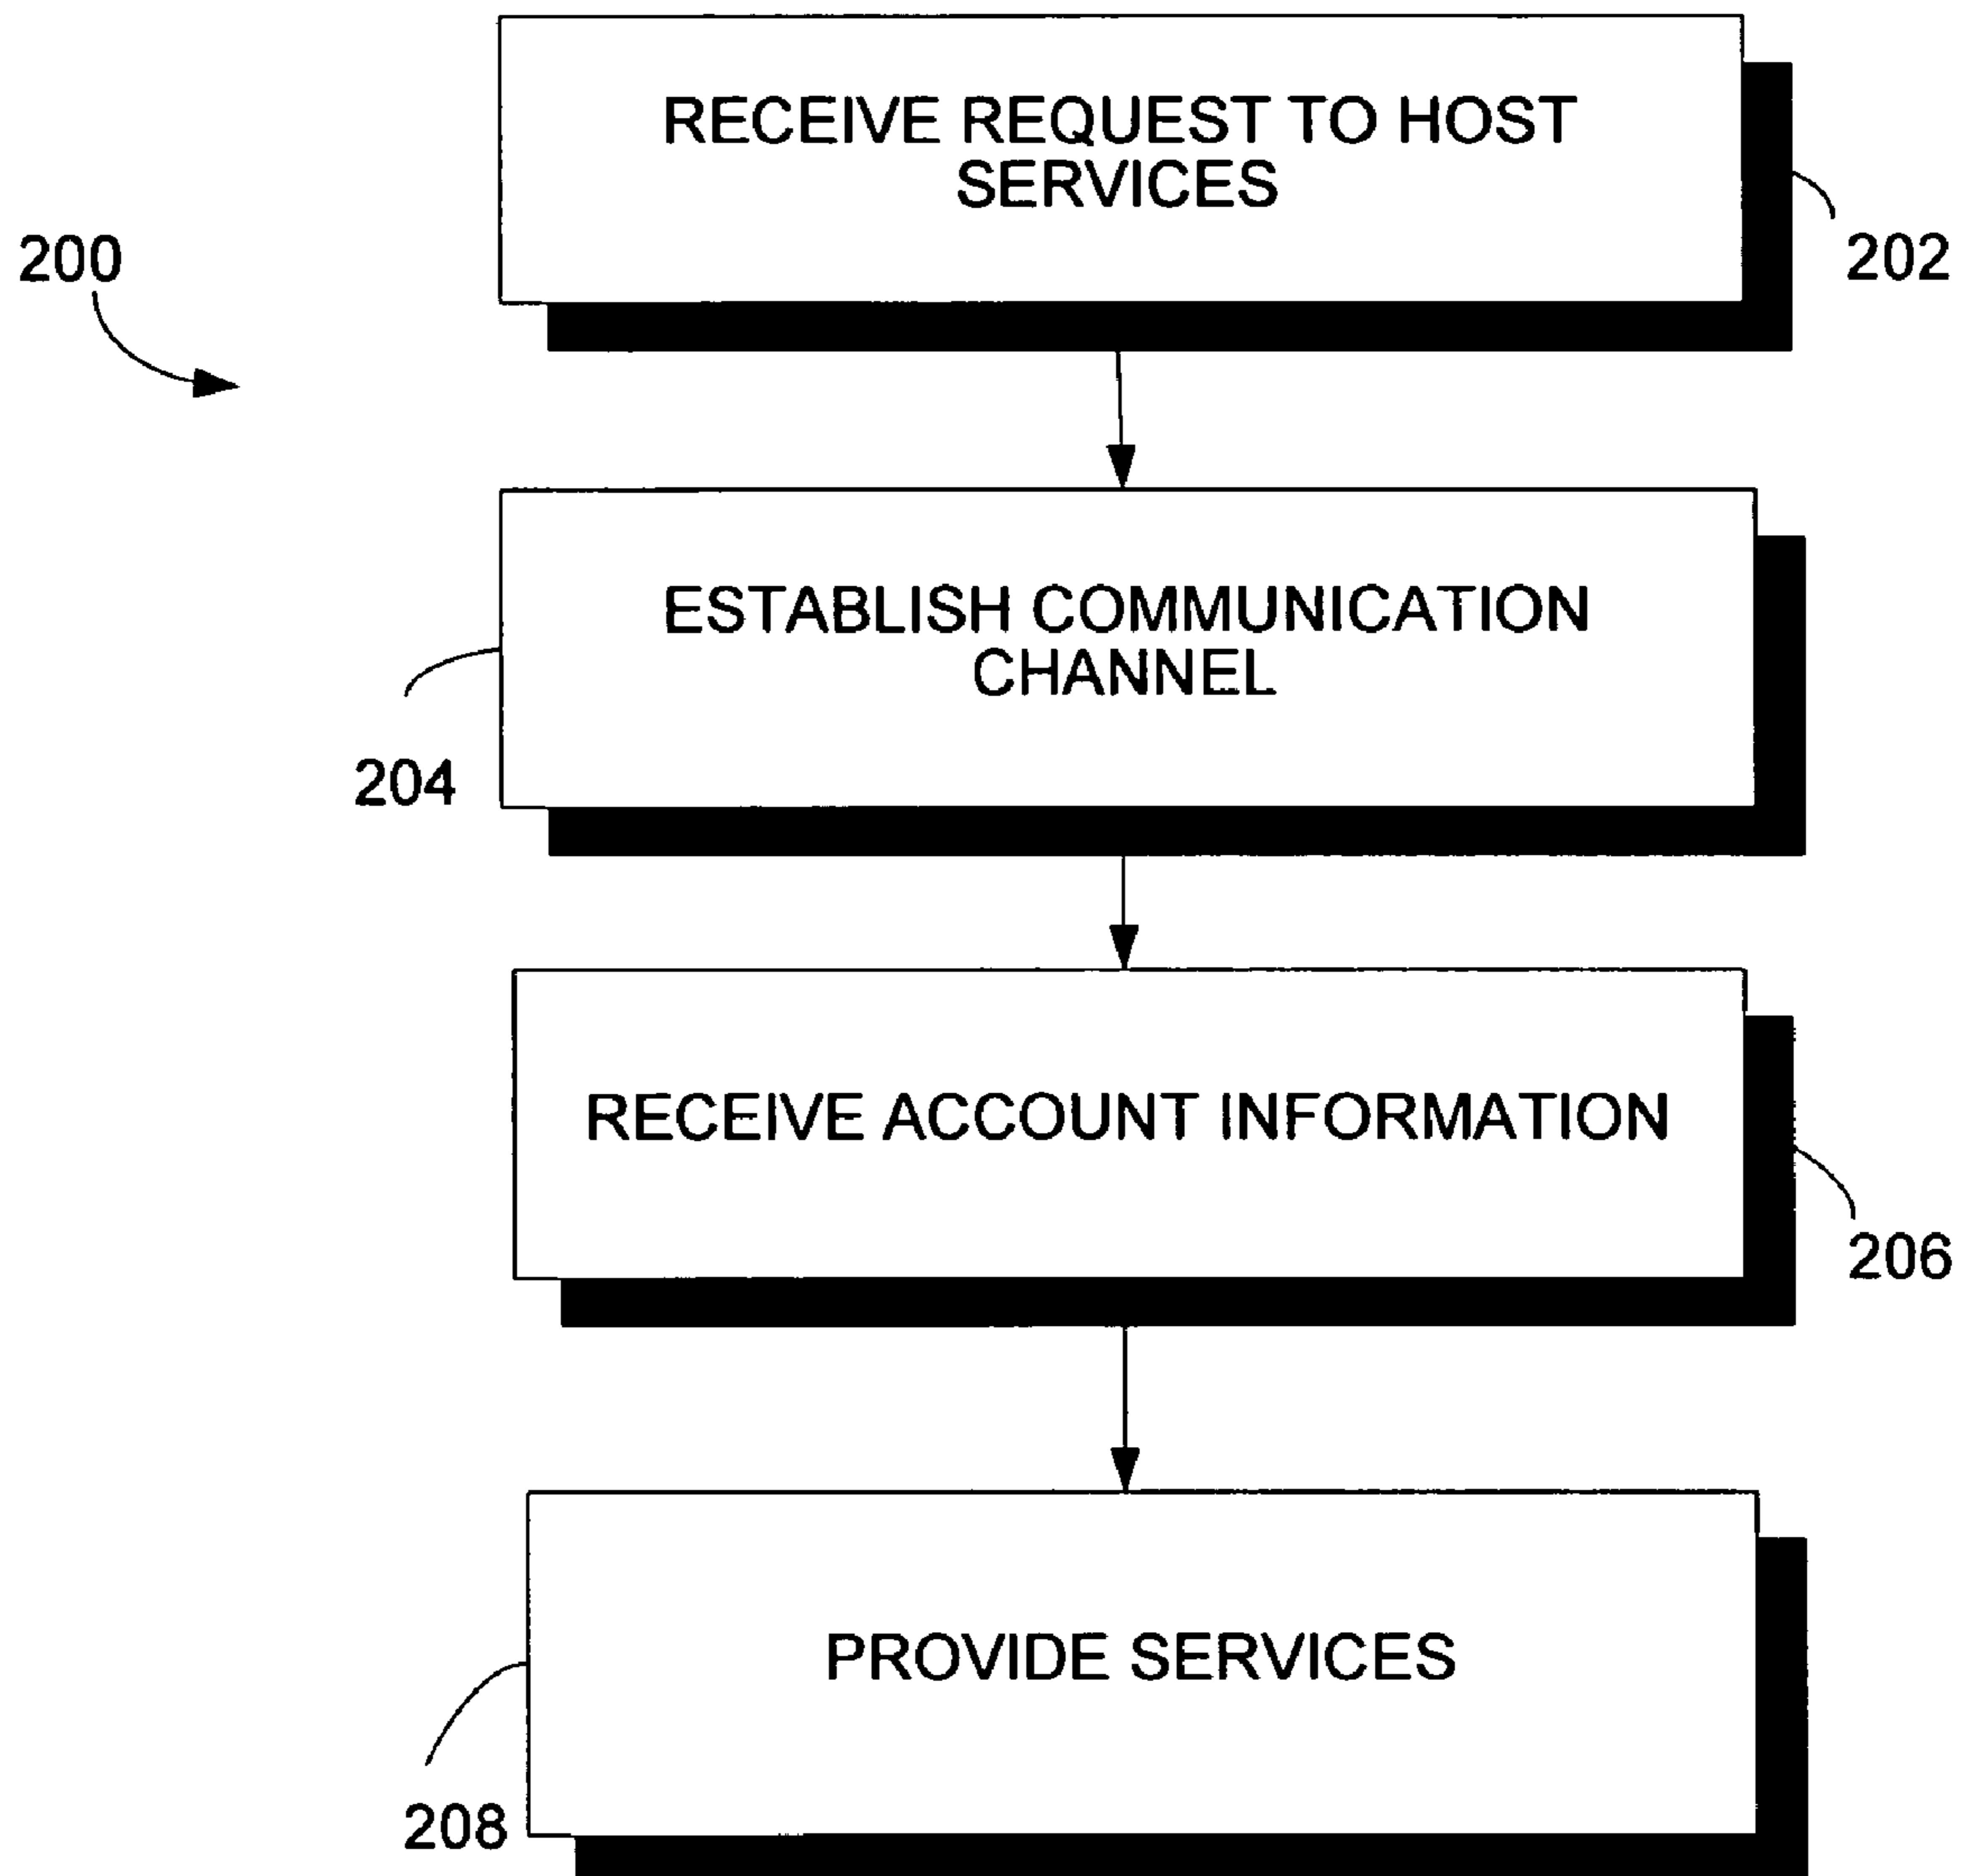 RECEIVE REQUEST TO HOST
SERVICES
200
202
ESTABLISH COMMUNICATION
CHANNEL
204
RECEIVE ACCOUNT INFORMATION
206
PROVIDE SERVICES
208